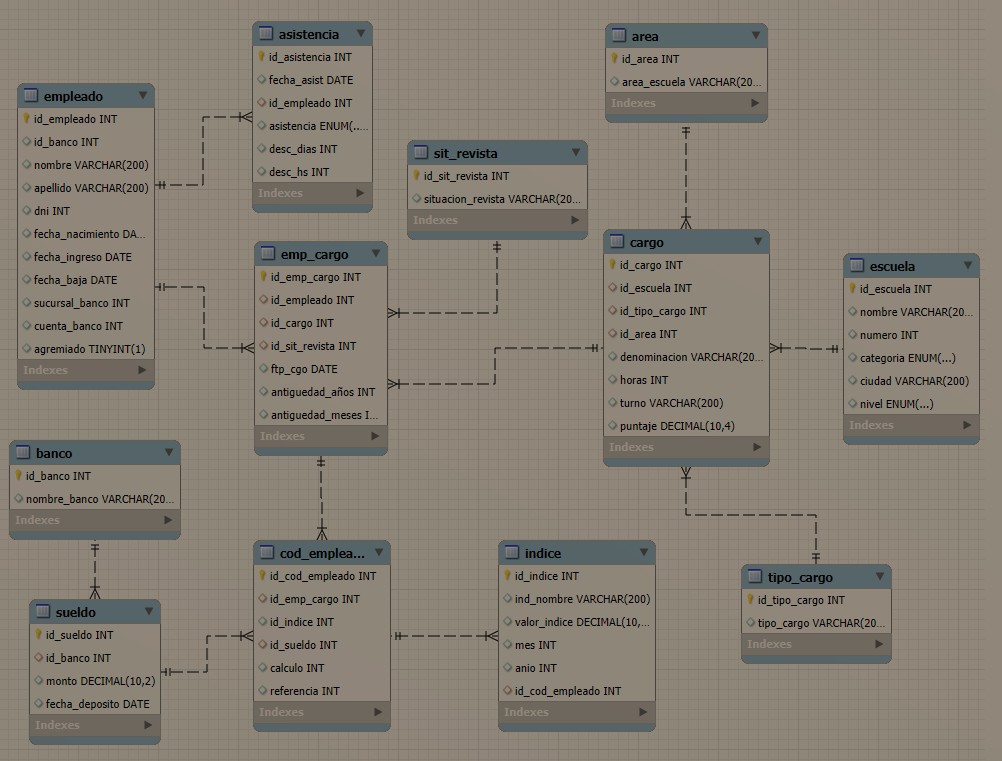 asistencia
id_asistencia INT
fecha_asist DATE
id_empleado INT
asistencia ENUM(...
desc_dias INT
desc_hs INT
Indexes
area
id_area INT
area_escuela VARCHAR(20...
Indexes
empleado
id_empleado INT
id_banco INT
nombre VARCHAR(200)
apellido VARCHAR(200)
dni INT
fecha_nacimiento DA...
fecha_ingreso DATE
fecha_baja DATE
sucursal_banco INT
cuenta_banco INT
agremiado TINYINT(1)
Indexes
sit_revista
id_sit_revista INT
situacion_revista VARCHAR(20...
Indexes
emp_cargo
id_emp_cargo INT
id_empleado INT
id_cargo INT
id_sit_revista INT
ftp_cgo DATE
antiguedad_años INT
antiguedad_meses I...
Indexes
cargo
id_cargo INT
id_escuela INT
id_tipo_cargo INT
id_area INT
denominacion VARCHAR(20...
horas INT
turno VARCHAR(200)
puntaje DECIMAL(10,4)
Indexes
escuela
id_escuela INT
nombre VARCHAR(20...
numero INT
categoria ENUM(...)
ciudad VARCHAR(200)
nivel ENUM(...)
Indexes
banco
id_banco INT
nombre_banco VARCHAR(20...
Indexes
sueldo
id_sueldo INT
id_banco INT
monto DECIMAL(10,2)
fecha_deposito DATE
Indexes
cod_emplea...
id_cod_empleado INT
id_emp_cargo INT
id_indice INT
id_sueldo INT
calculo INT
referencia INT
Indexes
indice
id_indice INT
ind_nombre VARCHAR(200)
valor_indice DECIMAL(10,...
mes INT
anio INT
id_cod_empleado INT
Indexes
tipo_cargo
id_tipo_cargo INT
tipo_cargo VARCHAR(20...
Indexes